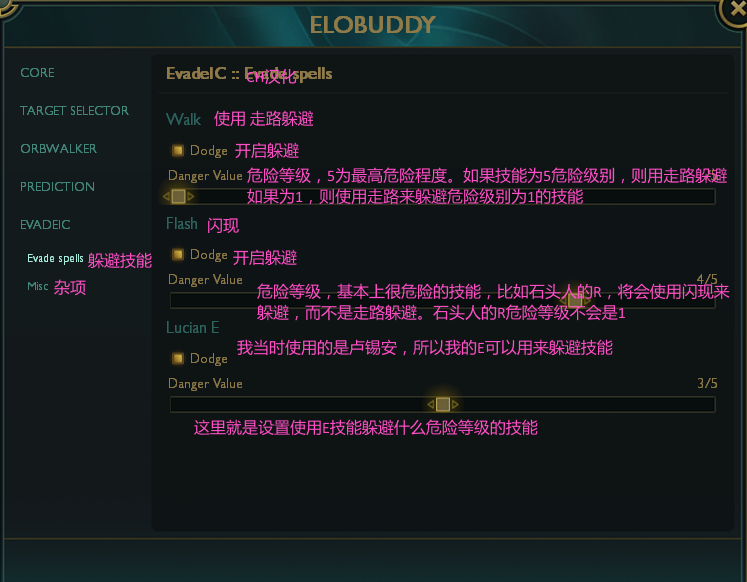 ELOBUDDY
CORE
TARGET SELECTOR
ORBWALKER
PREDICTION
EVADEIC
Evade spells 躲避技能
Misc 杂项
EvadeIC :: Evade spells
Walk 使用 走路躲避
Dodge 开启躲避
Danger Value 危险等级，5为最高危险程度。如果技能为5危险级别，则用走路躲避
如果为1，则使用走路来躲避危险级别为1的技能
Flash 闪现
Dodge 开启躲避
Danger Value 4/5
危险等级，基本上很危险的技能，比如石头人的R，将会使用闪现来
躲避，而不是走路躲避。石头人的R危险等级不会是1
Lucian E
我当时使用的是卢锡安，所以我的E可以用来躲避技能
Dodge
Danger Value 3/5
这里就是设置使用E技能躲避什么危险等级的技能